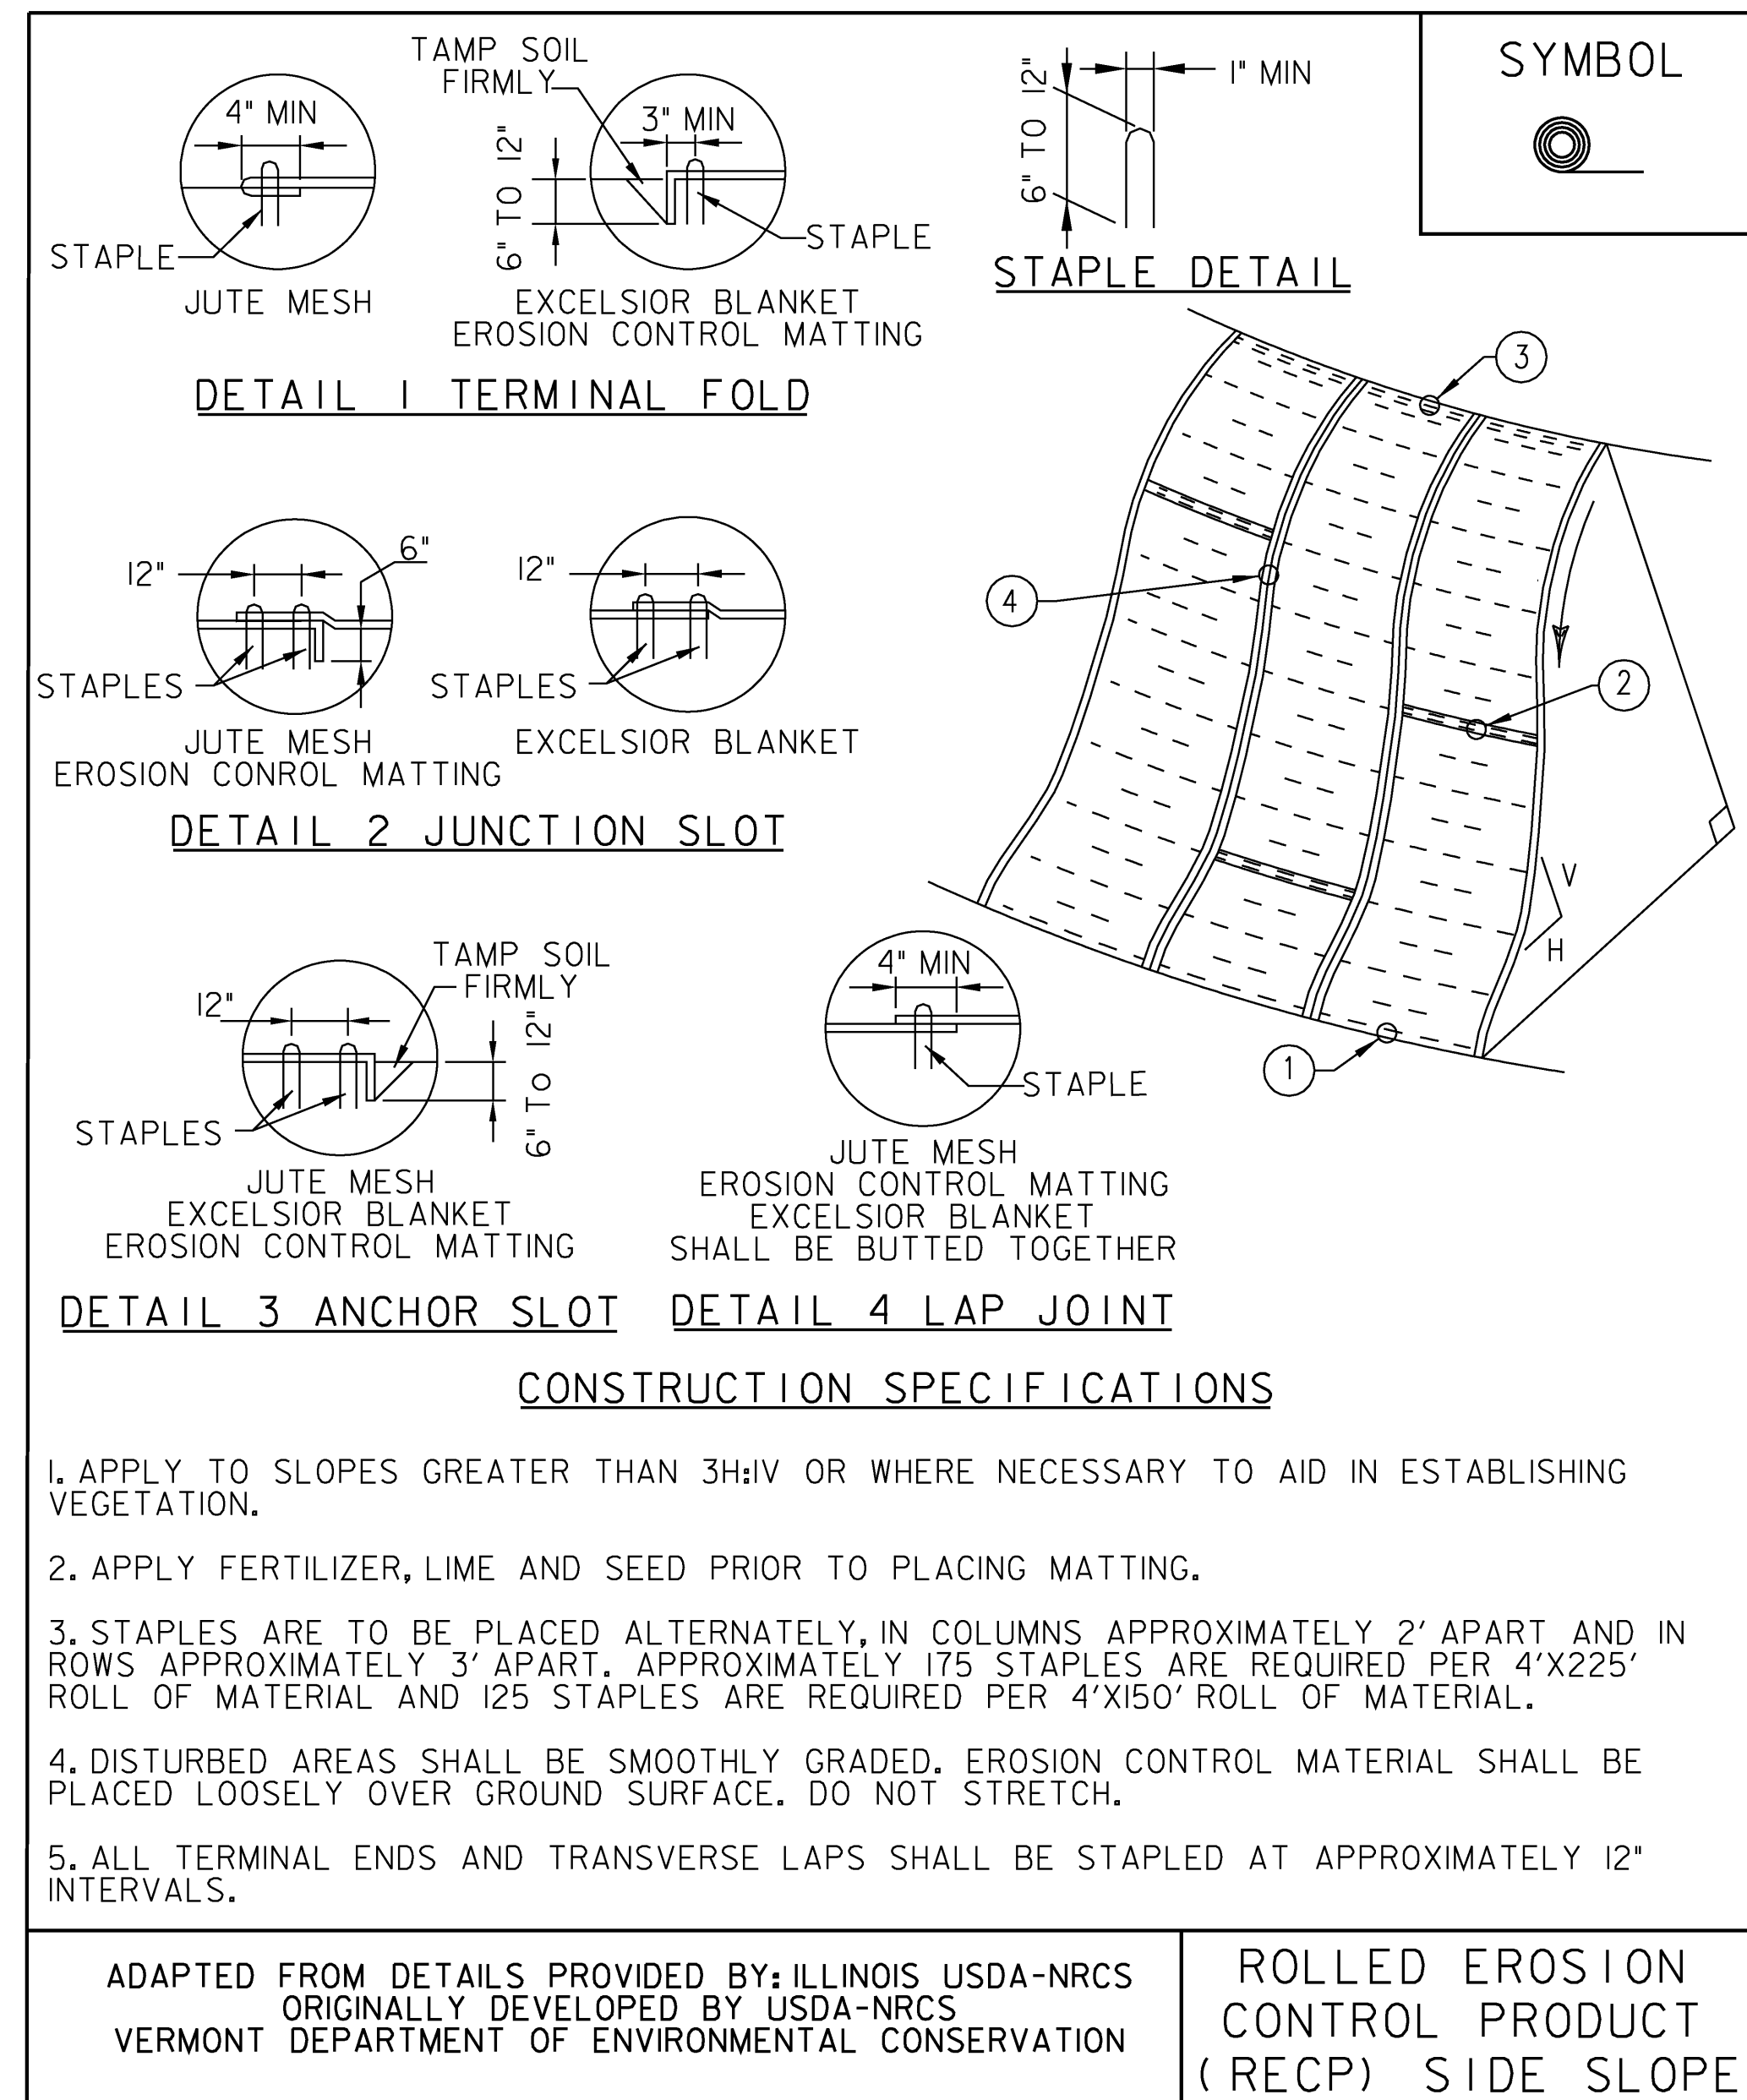 TAMP SOIL
FIRMLY
4" MIN
3" MIN
6" TO 12"
STAPLE
STAPLE
JUTE MESH
EXCELSIOR BLANKET
EROSION CONTROL MATTING
DETAIL 1 TERMINAL FOLD
6" TO 12"
1" MIN
STAPLE DETAIL
SYMBOL
3
4
2
1
V
H
12"
6"
STAPLES
JUTE MESH
EROSION CONROL MATTING
12"
STAPLES
EXCELSIOR BLANKET
DETAIL 2 JUNCTION SLOT
TAMP SOIL
FIRMLY
12"
6" TO 12"
STAPLES
JUTE MESH
EXCELSIOR BLANKET
EROSION CONTROL MATTING
DETAIL 3 ANCHOR SLOT
4" MIN
STAPLE
JUTE MESH
EROSION CONTROL MATTING
EXCELSIOR BLANKET
SHALL BE BUTTED TOGETHER
DETAIL 4 LAP JOINT
CONSTRUCTION SPECIFICATIONS
1. APPLY TO SLOPES GREATER THAN 3H:1V OR WHERE NECESSARY TO AID IN ESTABLISHING
VEGETATION.
2. APPLY FERTILIZER, LIME AND SEED PRIOR TO PLACING MATTING.
3. STAPLES ARE TO BE PLACED ALTERNATELY, IN COLUMNS APPROXIMATELY 2' APART AND IN
ROWS APPROXIMATELY 3' APART. APPROXIMATELY 175 STAPLES ARE REQUIRED PER 4'X225'
ROLL OF MATERIAL AND 125 STAPLES ARE REQUIRED PER 4'X150' ROLL OF MATERIAL.
4. DISTURBED AREAS SHALL BE SMOOTHLY GRADED. EROSION CONTROL MATERIAL SHALL BE
PLACED LOOSELY OVER GROUND SURFACE. DO NOT STRETCH.
5. ALL TERMINAL ENDS AND TRANSVERSE LAPS SHALL BE STAPLED AT APPROXIMATELY 12"
INTERVALS.
ADAPTED FROM DETAILS PROVIDED BY: ILLINOIS USDA-NRCS
ORIGINALLY DEVELOPED BY USDA-NRCS
VERMONT DEPARTMENT OF ENVIRONMENTAL CONSERVATION
ROLLED EROSION
CONTROL PRODUCT
(RECP) SIDE SLOPE